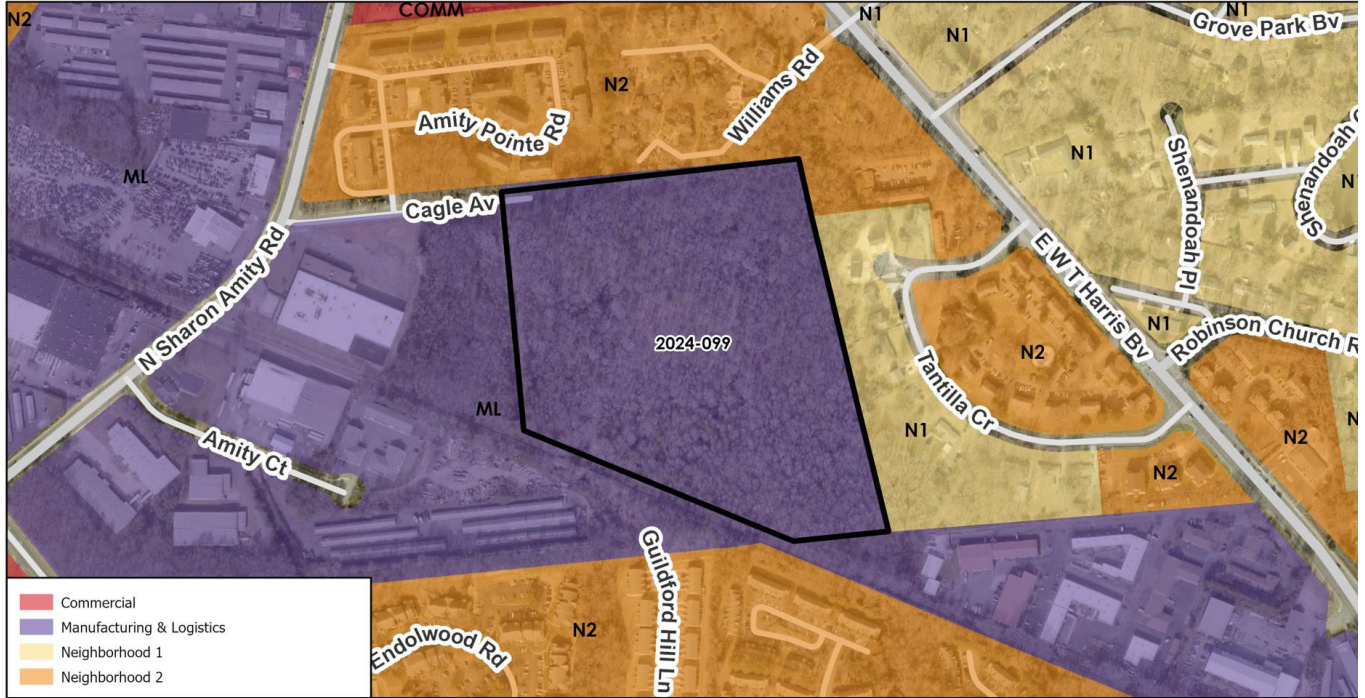 N2
COMM
N1
N1
Grove Park Bv
N1
N2
Williams Rd
Amity Pointe Rd
N1
Shenandoah Pl
Shenandoah C
N1
ML
Cagle Av
N Sharon Amity Rd
E W T Harris Bv
2024-099
N1
Robinson Church R
N2
Tantilla Cr
ML
N1
N
N2
Amity Ct
N2
Guildford Hill Ln
N2
Endolwood Rd
Commercial
Manufacturing & Logistics
Neighborhood 1
Neighborhood 2